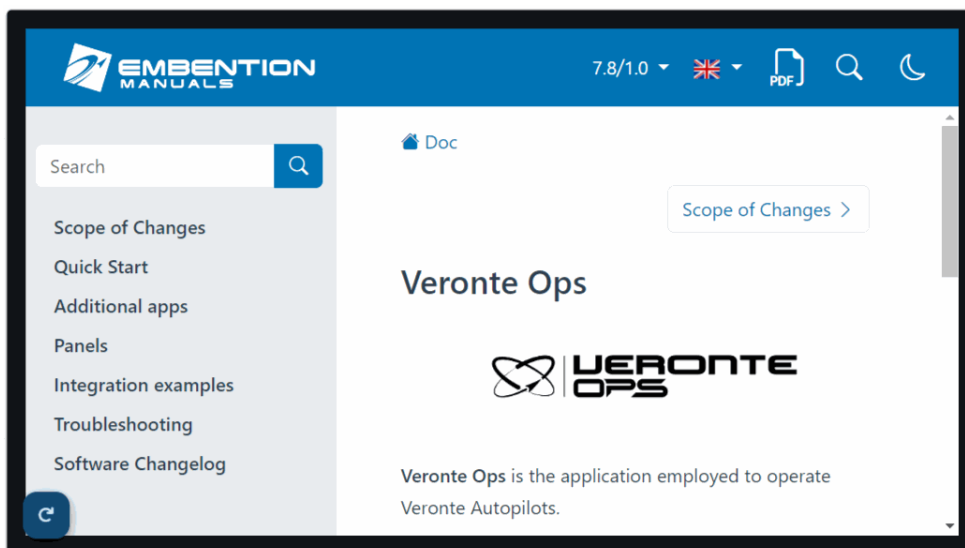 EMBENTION
MANUALS
7.8/1.0
PDF
Search
Scope of Changes
Quick Start
Additional apps
Panels
Integration examples
Troubleshooting
Software Changelog
Doc
Scope of Changes
Veronte Ops
VERONTE
OPS
Veronte Ops is the application employed to operate
Veronte Autopilots.